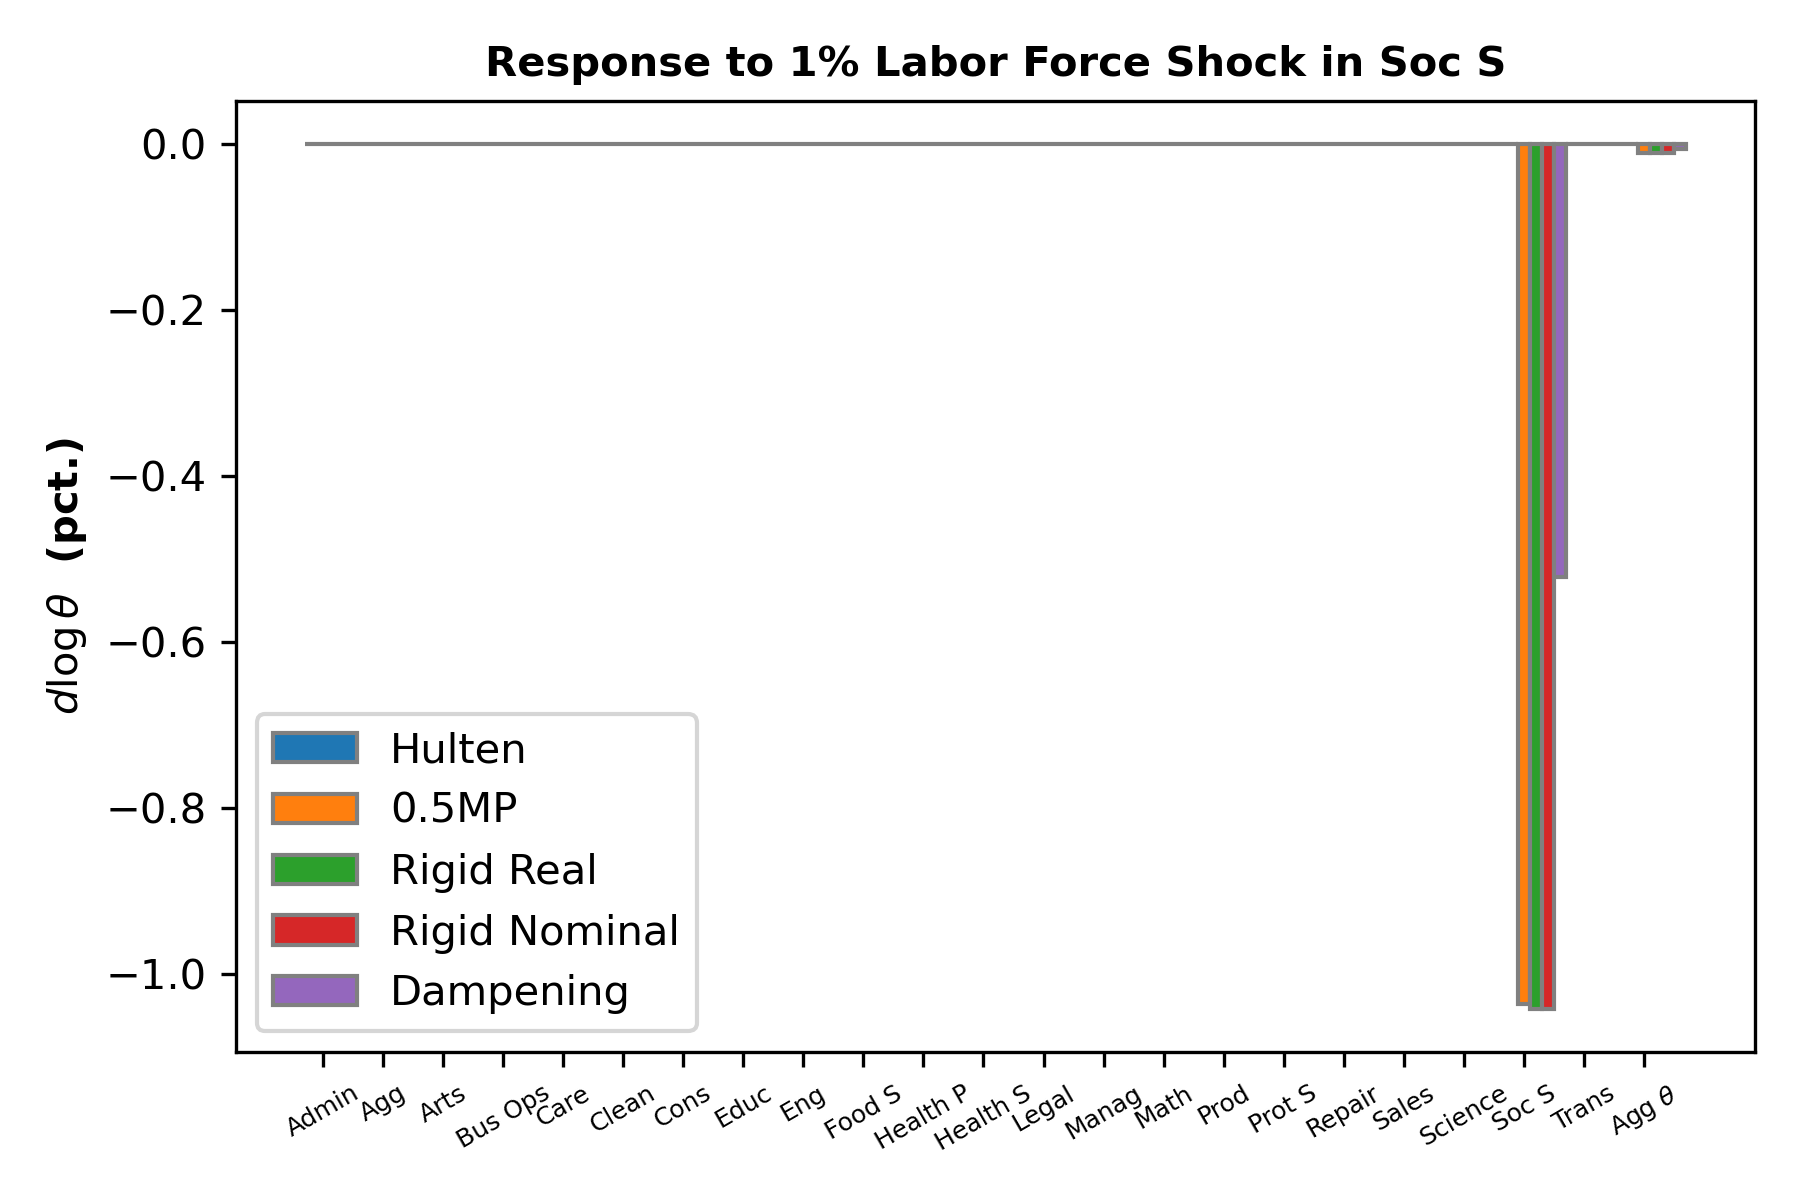 Response to 1% Labor Force Shock in Soc S
d log θ (pct.)
0.0
−0.2
−0.4
−0.6
−0.8
−1.0
Hulten
0.5MP
Rigid Real
Rigid Nominal
Dampening
Admin
Agg
Arts
Bus Ops
Care
Clean
Cons
Educ
Eng
Food S
Health P
Health S
Legal
Manag
Math
Prod
Prot S
Repair
Sales
Science
Soc S
Trans
Agg θ